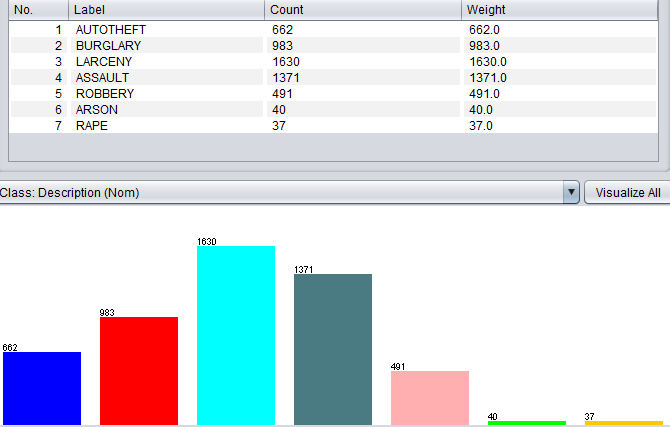 No. Label Count Weight
1 AUTOTHEFT 662 662.0
2 BURGLARY 983 983.0
3 LARCENY 1630 1630.0
4 ASSAULT 1371 1371.0
5 ROBBERY 491 491.0
6 ARSON 40 40.0
7 RAPE 37 37.0
Class: Description (Nom) Visualize All
1630
1371
983
662
491
40 37